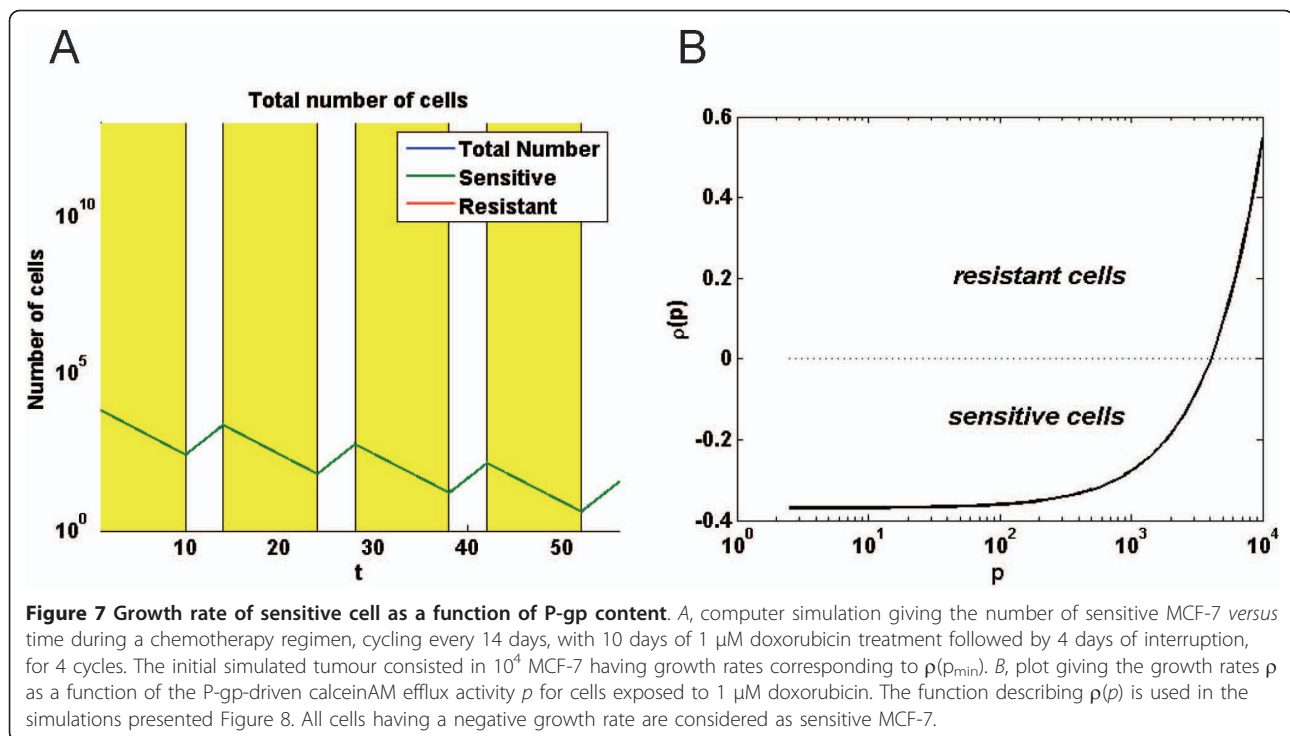 A
Total number of cells
Total Number
Sensitive
Resistant
10^10
10^5
10^0
Number of cells
10 20 30 40 50
t
B
0.6
0.4
0.2
0
-0.2
-0.4
ρ(p)
resistant cells
sensitive cells
10^0 10^1 10^2 10^3 10^4
p
Figure 7 Growth rate of sensitive cell as a function of P-gp content. A, computer simulation giving the number of sensitive MCF-7 versus
time during a chemotherapy regimen, cycling every 14 days, with 10 days of 1 μM doxorubicin treatment followed by 4 days of interruption,
for 4 cycles. The initial simulated tumour consisted in 10^4 MCF-7 having growth rates corresponding to ρ(p_min). B, plot giving the growth rates ρ
as a function of the P-gp-driven calceinAM efflux activity p for cells exposed to 1 μM doxorubicin. The function describing ρ(p) is used in the
simulations presented Figure 8. All cells having a negative growth rate are considered as sensitive MCF-7.